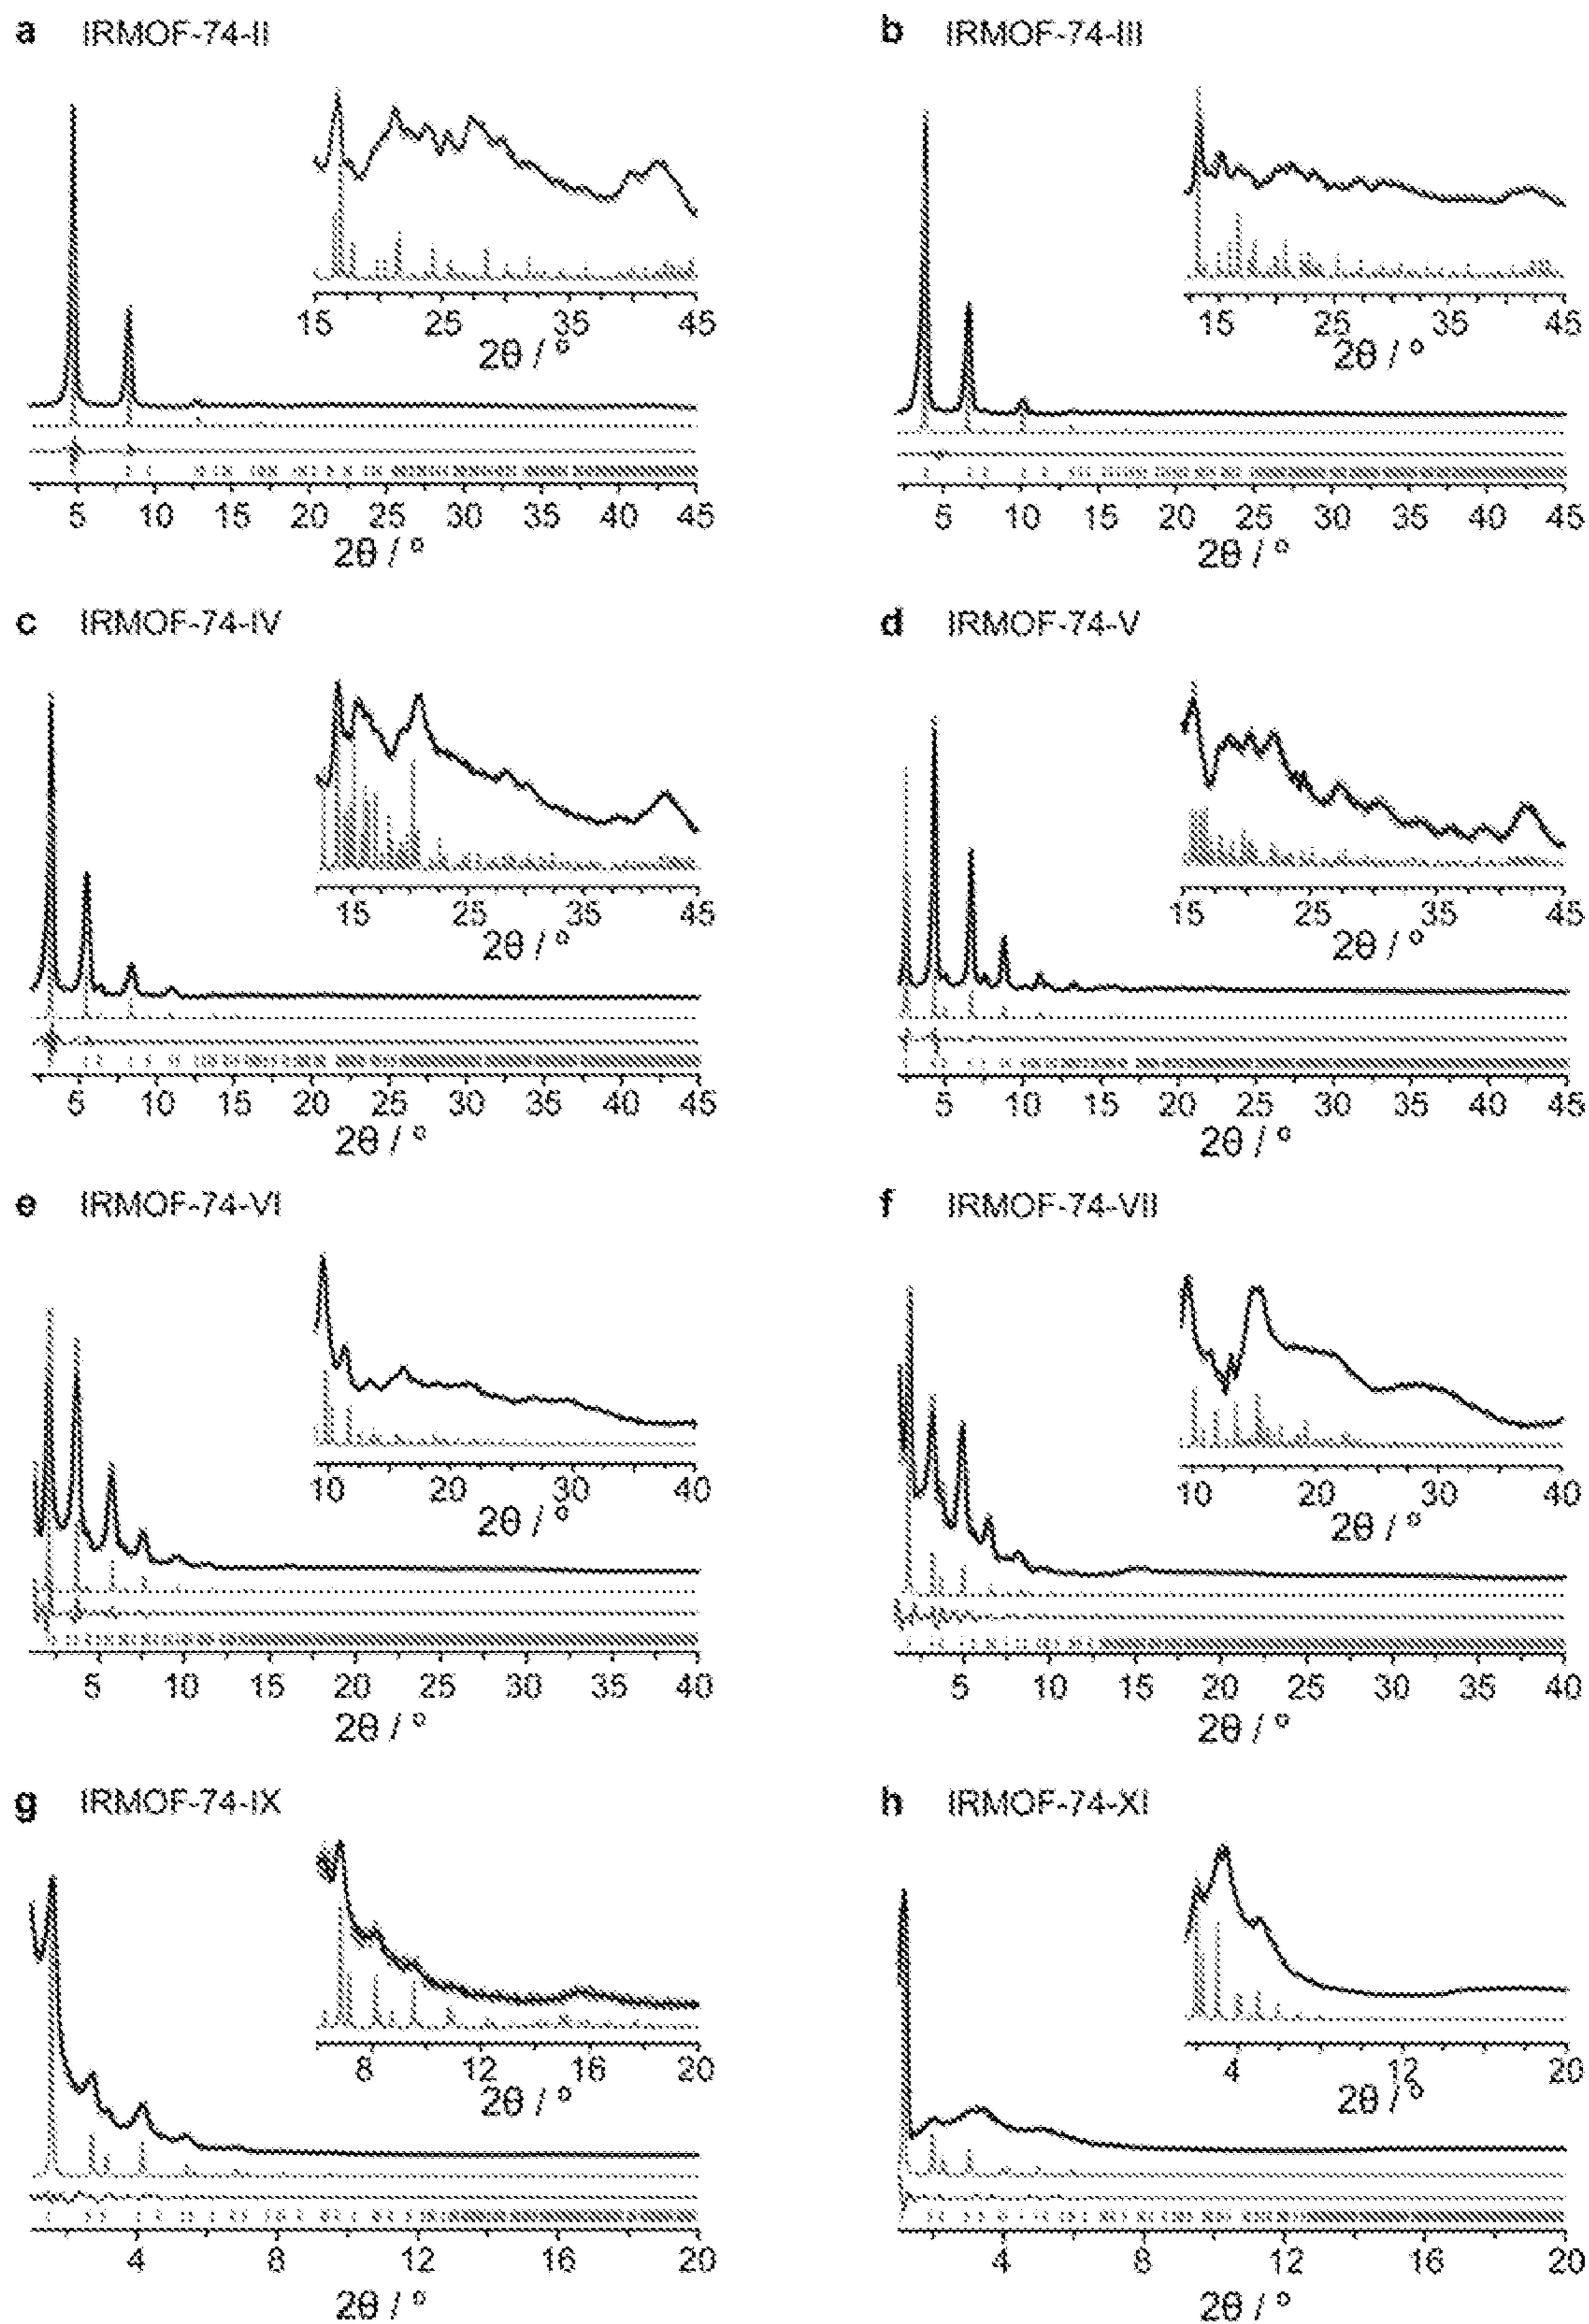 a IRMOF-74-II
15 25 35 45
2θ / °
5 10 15 20 25 30 35 40 45
2θ / °
b IRMOF-74-III
15 25 35 45
2θ / °
5 10 15 20 25 30 35 40 45
2θ / °
c IRMOF-74-IV
15 25 35 45
2θ / °
5 10 15 20 25 30 35 40 45
2θ / °
d IRMOF-74-V
15 25 35 45
2θ / °
5 10 15 20 25 30 35 40 45
2θ / °
e IRMOF-74-VI
10 20 30 40
2θ / °
5 10 15 20 25 30 35 40
2θ / °
f IRMOF-74-VII
10 20 30 40
2θ / °
5 10 15 20 25 30 35 40
2θ / °
g IRMOF-74-IX
8 12 16 20
2θ / °
4 8 12 16 20
2θ / °
h IRMOF-74-XI
4 12 20
2θ / °
4 8 12 16 20
2θ / °